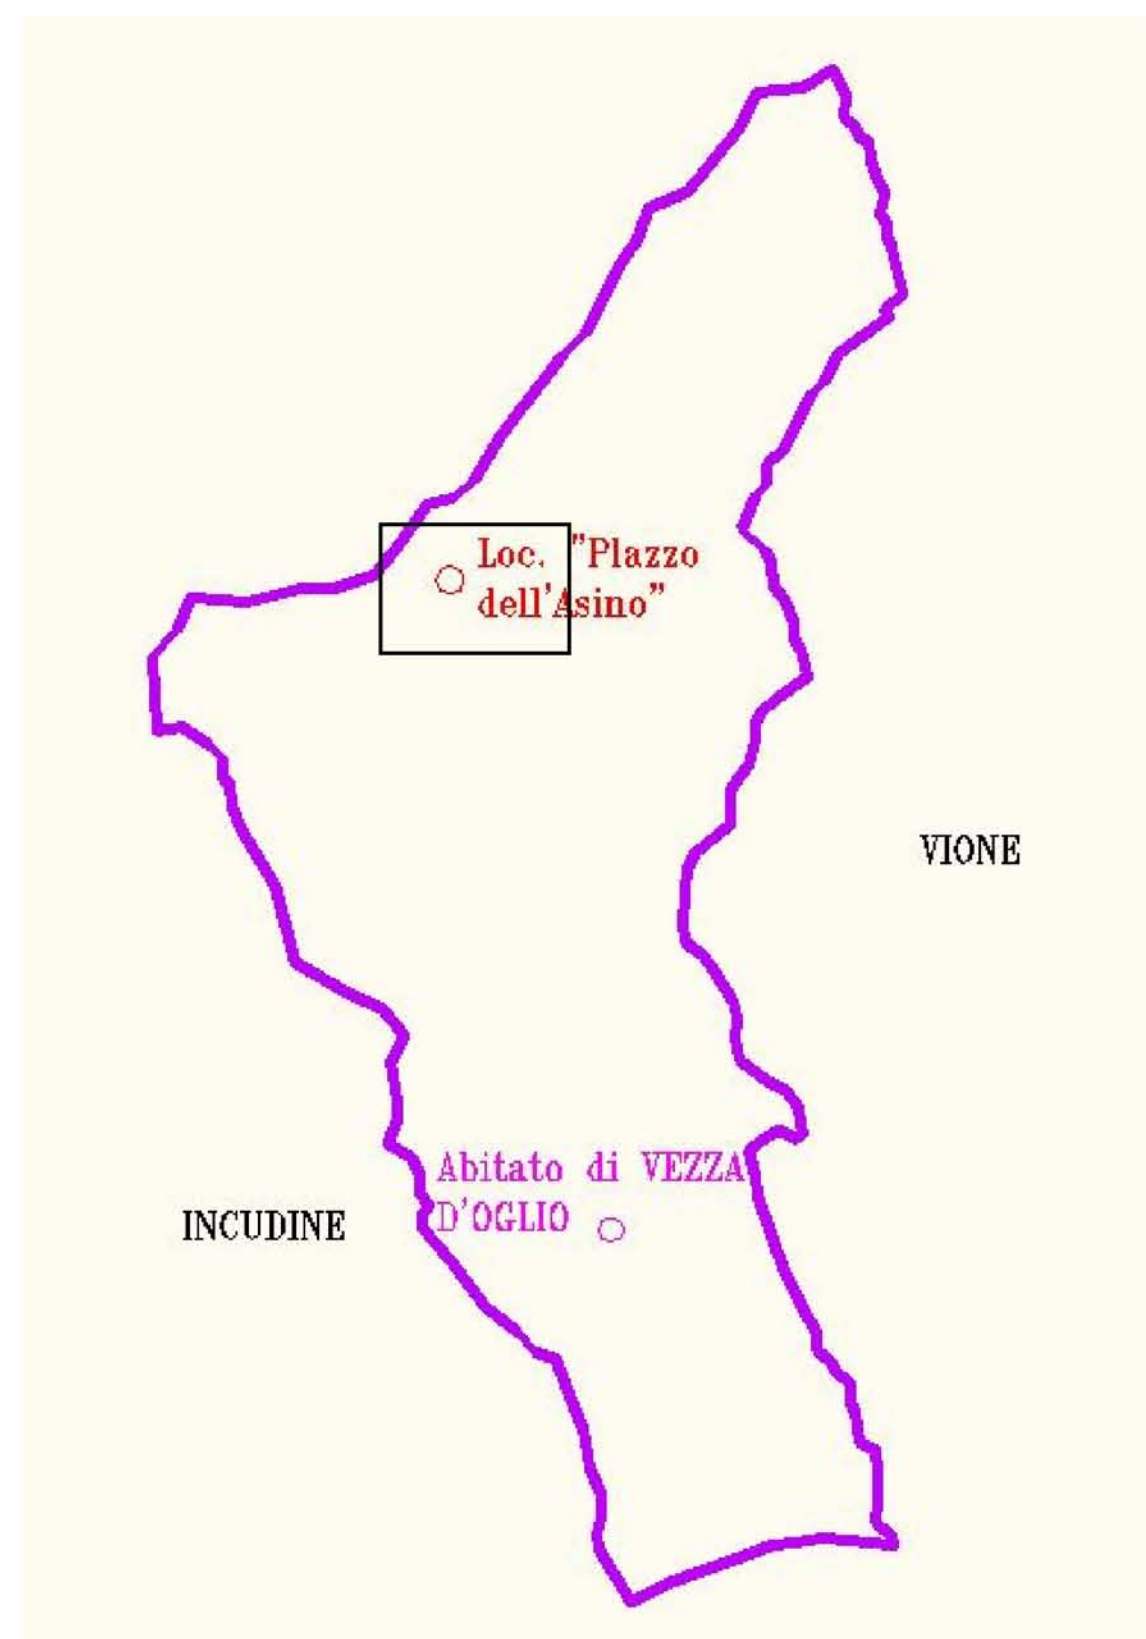 Loc. "Plazzo
dell'Asino"
VIONE
Abitato di VEZZA
D'OGLIO
INCUDINE